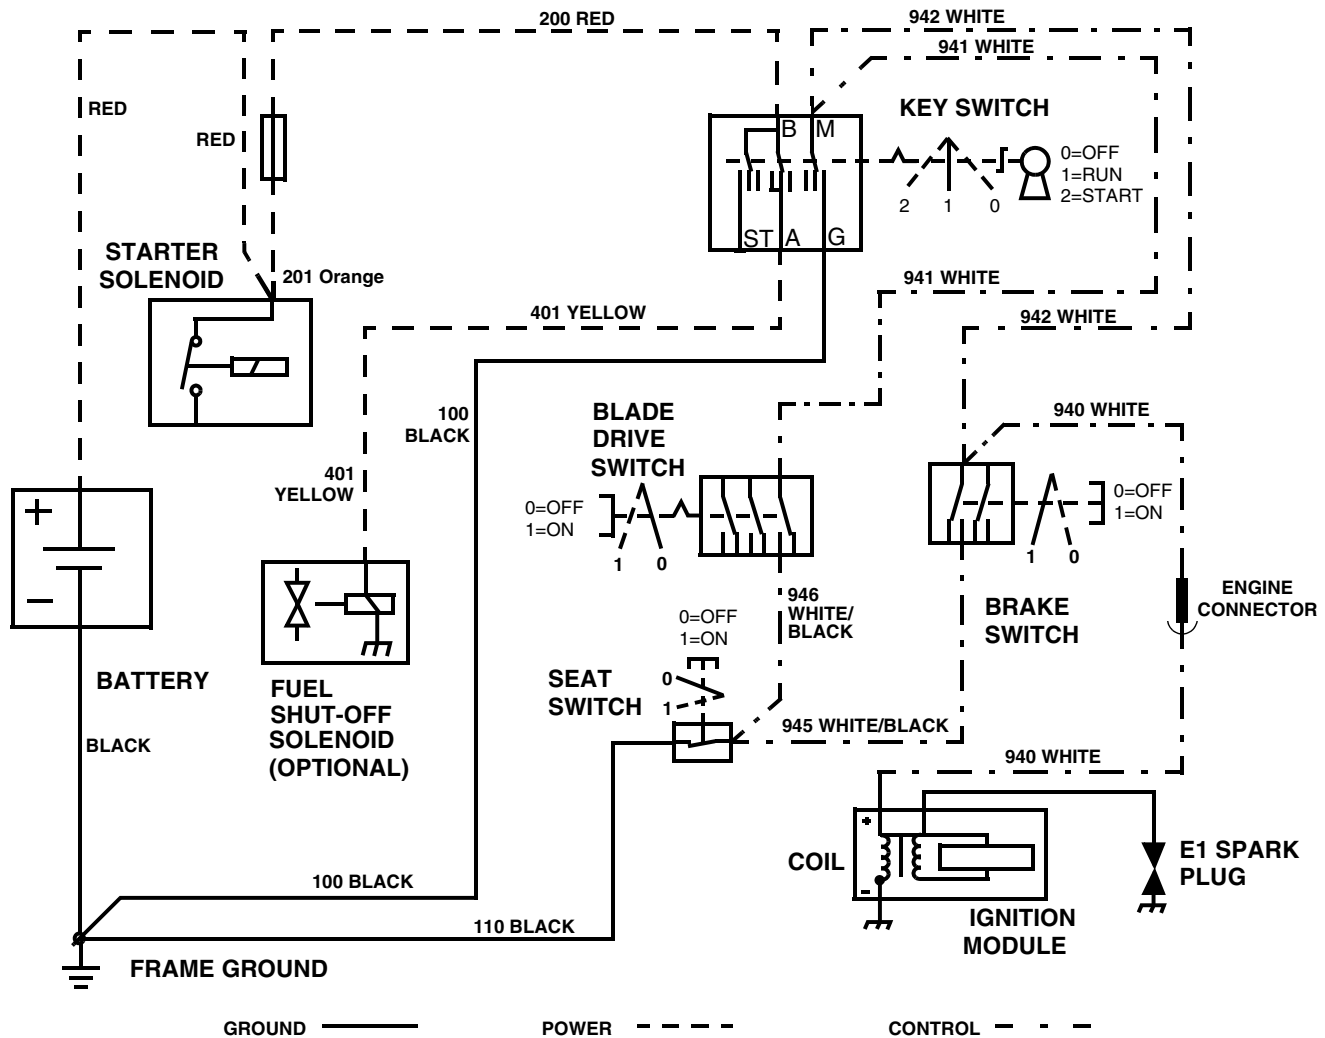 942 WHITE
200 RED
941 WHITE
RED
KEY SWITCH
RED
B
M
0=OFF
1=RUN
2=START
2
1
0
ST
A
G
STARTER
SOLENOID
201 Orange
941 WHITE
401 YELLOW
942 WHITE
100
BLACK
BLADE
DRIVE
SWITCH
940 WHITE
401
YELLOW
0=OFF
1=ON
1
0
0=OFF
1=ON
1
0
+
−
946
WHITE/
BLACK
ENGINE
CONNECTOR
BRAKE
SWITCH
0=OFF
1=ON
BATTERY
FUEL
SHUT-OFF
SOLENOID
(OPTIONAL)
SEAT
SWITCH
0
1
945 WHITE/BLACK
BLACK
940 WHITE
+
-
COIL
E1 SPARK
PLUG
100 BLACK
IGNITION
MODULE
110 BLACK
FRAME GROUND
GROUND
POWER
CONTROL